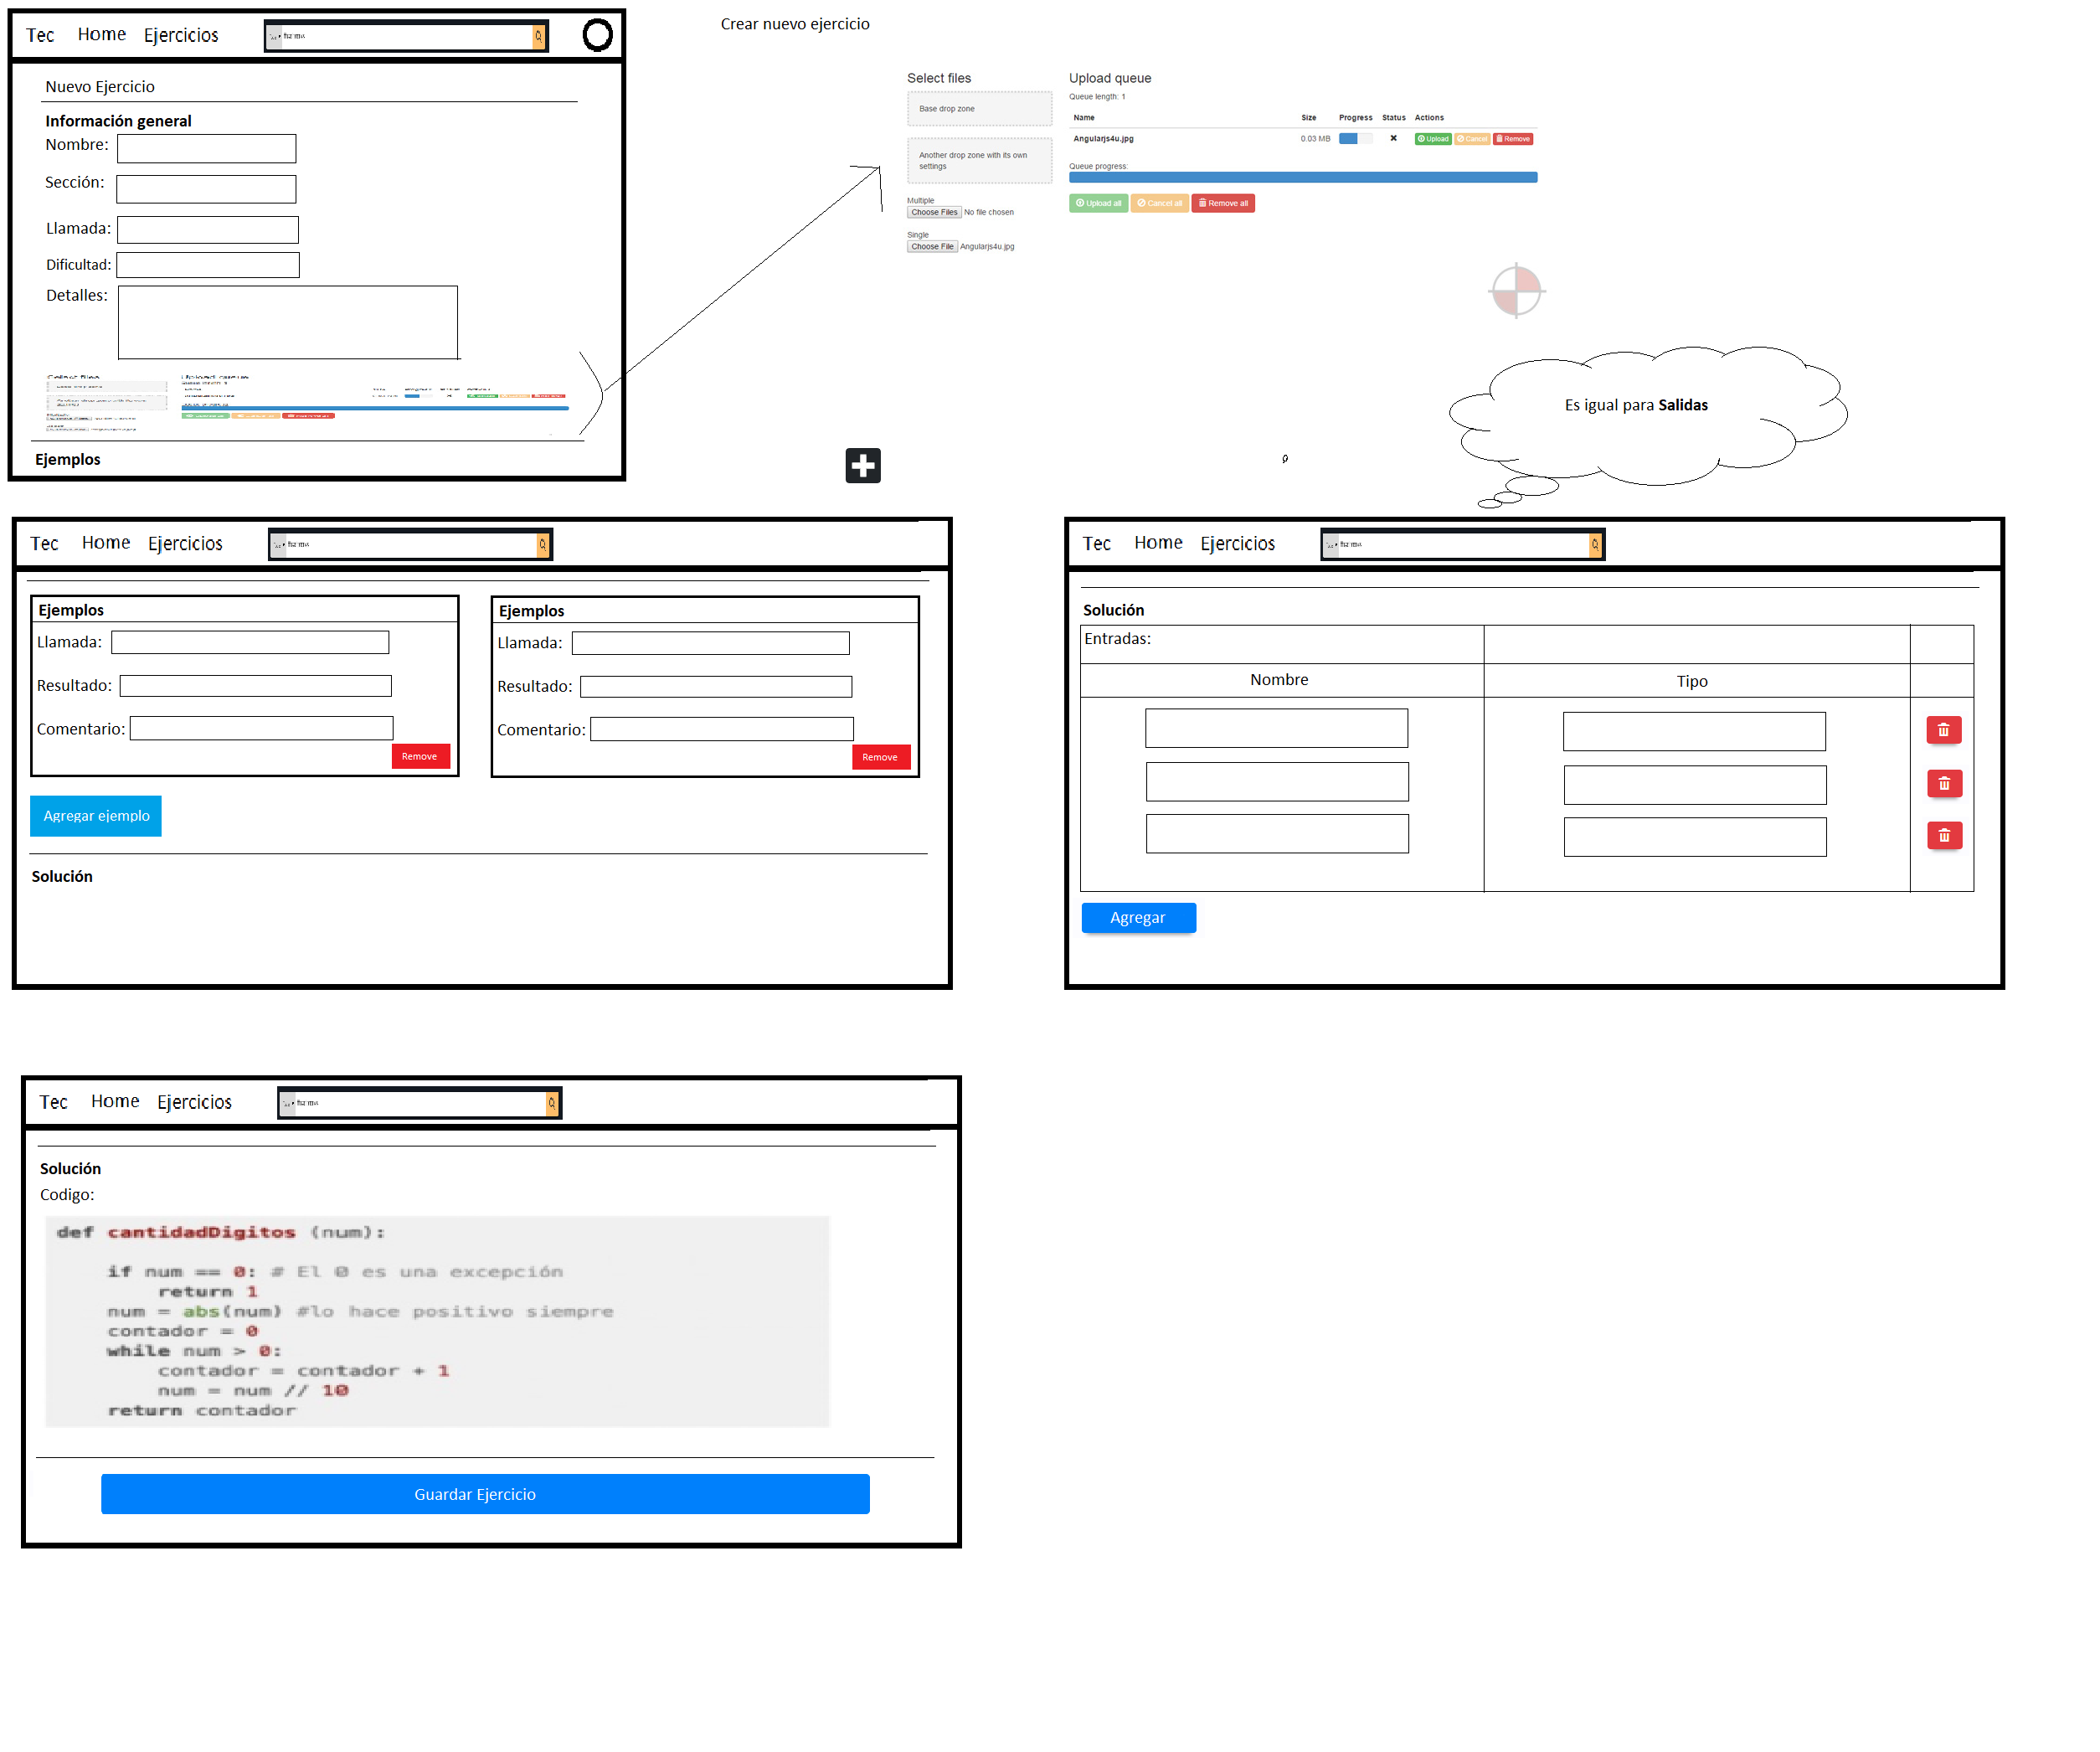 Crear nuevo ejercicio
Tec Home Ejercicios
Nuevo Ejercicio
Información general
Nombre:
Sección:
Llamada:
Dificultad:
Detalles:
Ejemplos
Select files
Base drop zone
Another drop zone with its own
settings
Multiple
Choose Files No file chosen
Single
Choose File Angularjs4u.jpg
Upload queue
Queue length: 1
Name Size Progress Status Actions
Angularjs4u.jpg 0.03 MB Upload Cancel Remove
Queue progress:
Upload all Cancel all Remove all
Es igual para Salidas
Tec Home Ejercicios
Ejemplos
Llamada:
Resultado:
Comentario:
Remove
Ejemplos
Llamada:
Resultado:
Comentario:
Remove
Agregar ejemplo
Solución
Tec Home Ejercicios
Solución
Entradas:
Nombre Tipo
Agregar
Tec Home Ejercicios
Solución
Codigo:
def cantidadDigitos (num):
if num == 0: # El 0 es una excepción
return 1
num = abs(num) #lo hace positivo siempre
contador = 0
while num > 0:
contador = contador + 1
num = num // 10
return contador
Guardar Ejercicio